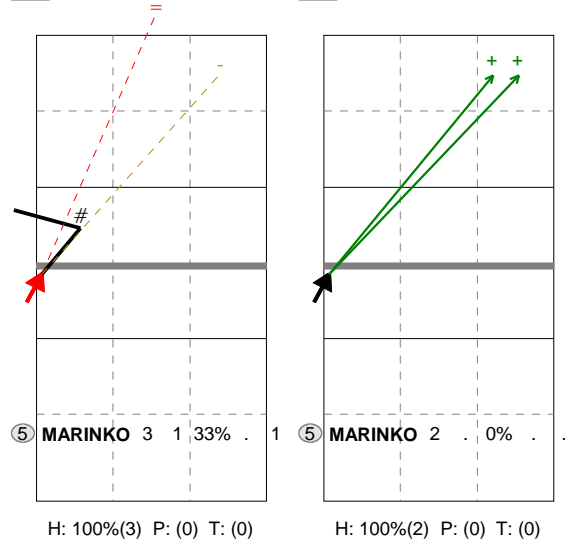 =
-
+ +
#
5 MARINKO 3 1 33% . 1
5 MARINKO 2 . 0% . .
H: 100%(3) P: (0) T: (0)
H: 100%(2) P: (0) T: (0)